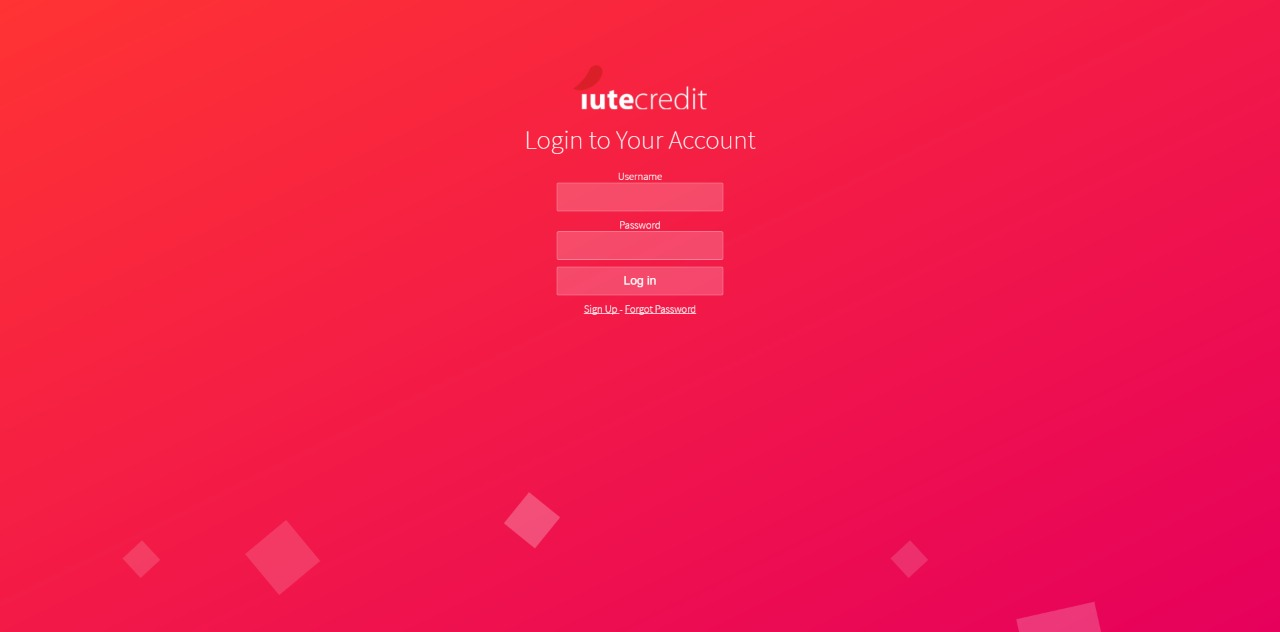 iutecredit
Login to Your Account
Username
Password
Log in
Sign Up - Forgot Password